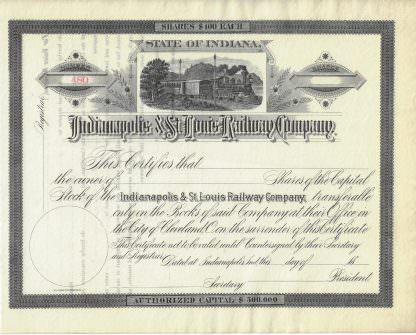 SHARES $100 EACH.
STATE OF INDIANA.
480
Registrar
Indianapolis & St. Louis Railway Company.
This Certifies that
the owner of Shares of the Capital
Stock of the Indianapolis & St. Louis Railway Company, transferable
only on the Books of said Company at their Office in
the City of Cleveland O. on the surrender of this Certificate
This Certificate not to be valid until Countersigned by their Secretary
and Registrar.
Dated at Indianapolis Ind. this day of 18
President
Secretary
AUTHORIZED CAPITAL $500.000